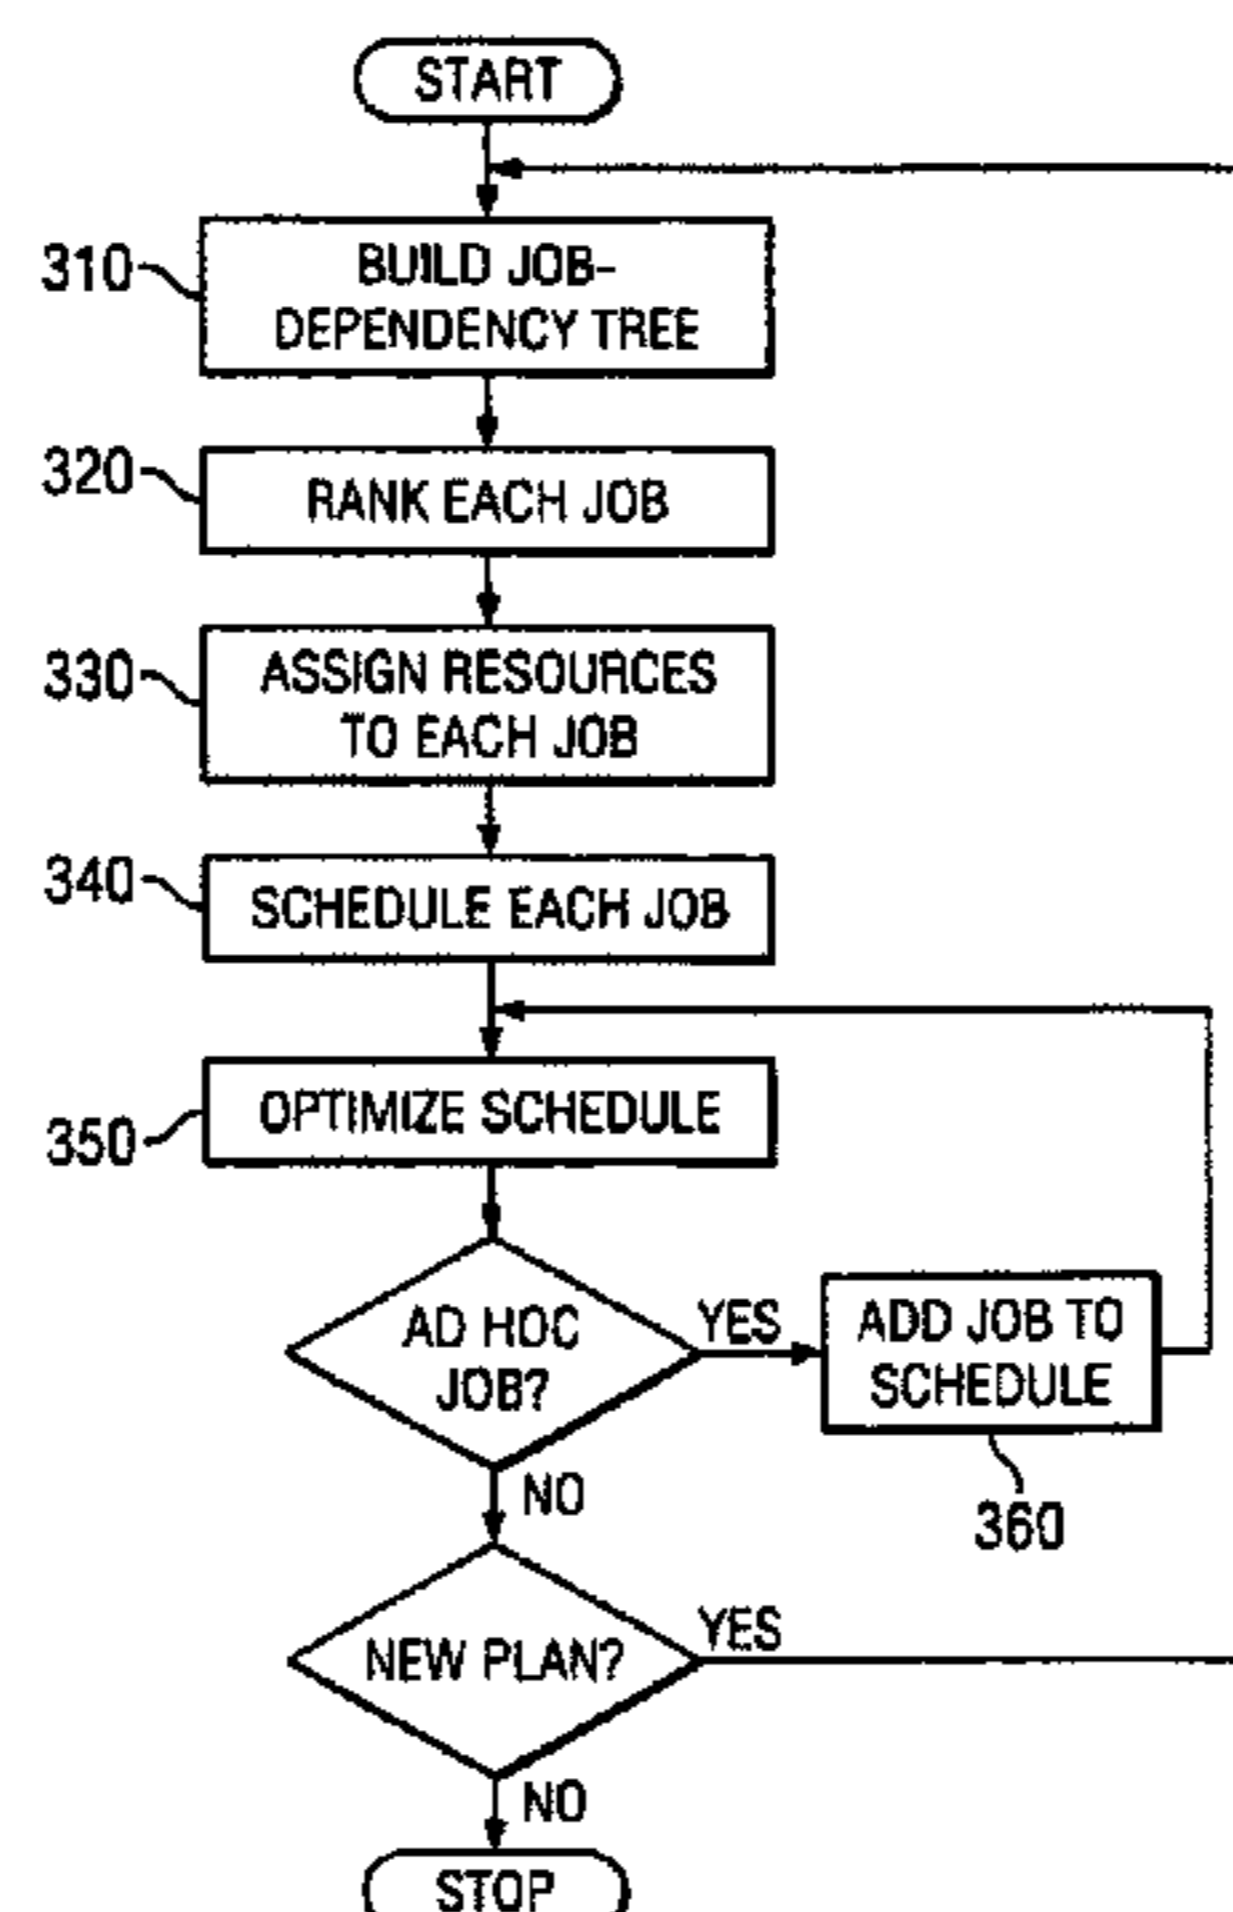 START
310
BUILD JOB-
DEPENDENCY TREE
320
RANK EACH JOB
330
ASSIGN RESOURCES
TO EACH JOB
340
SCHEDULE EACH JOB
350
OPTIMIZE SCHEDULE
AD HOC
JOB?
YES
ADD JOB TO
SCHEDULE
360
NO
NEW PLAN?
YES
NO
STOP